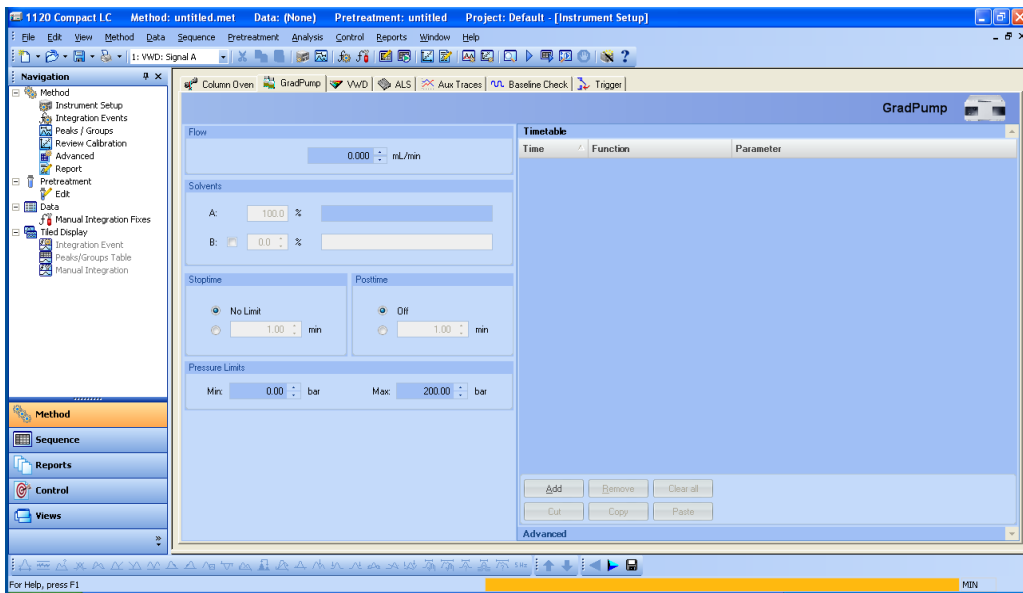 1120 Compact LC Method: untitled.met Data: (None) Pretreatment: untitled Project: Default - [Instrument Setup]
File Edit View Method Data Sequence Pretreatment Analysis Control Reports Window Help
1: VWD: Signal A
Navigation
Method
Instrument Setup
Integration Events
Peaks / Groups
Review Calibration
Advanced
Report
Pretreatment
Edit
Data
Manual Integration Fixes
Tiled Display
Integration Event
Peaks/Groups Table
Manual Integration
Method
Sequence
Reports
Control
Views
Column Oven GradPump VWD ALS Aux Traces Baseline Check Trigger
GradPump
Flow
0.000 mL/min
Solvents
A: 100.0 %
B: 0.0 %
Stoptime
No Limit
1.00 min
Posttime
Off
1.00 min
Pressure Limits
Min: 0.00 bar Max: 200.00 bar
Timetable
Time Function Parameter
Add Remove Clear all
Cut Copy Paste
Advanced
For Help, press F1
MIN